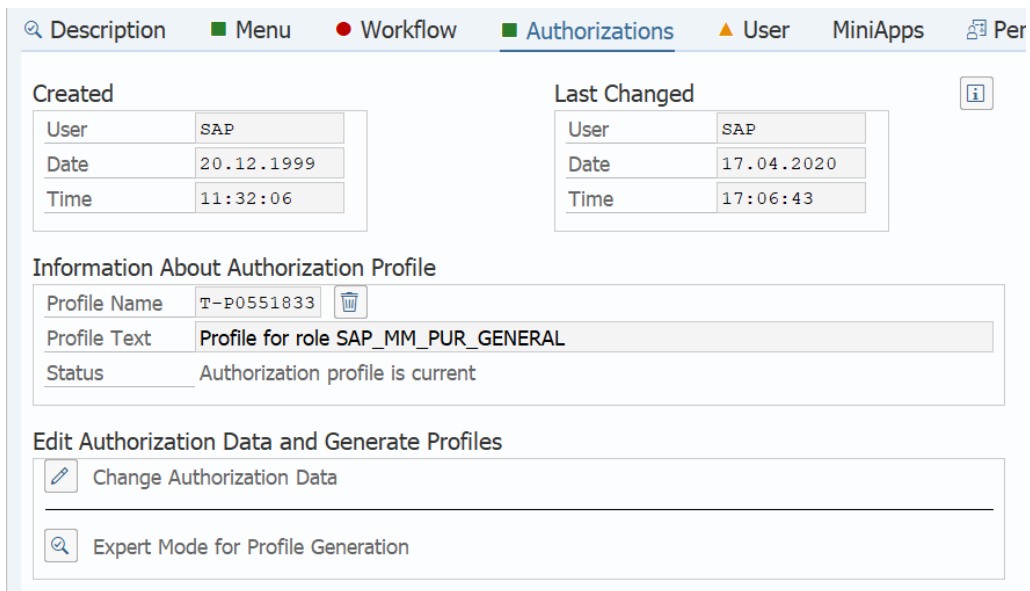 Description Menu Workflow Authorizations User MiniApps Per
Created Last Changed
User SAP User SAP
Date 20.12.1999 Date 17.04.2020
Time 11:32:06 Time 17:06:43
Information About Authorization Profile
Profile Name T-P0551833
Profile Text Profile for role SAP_MM_PUR_GENERAL
Status Authorization profile is current
Edit Authorization Data and Generate Profiles
Change Authorization Data
Expert Mode for Profile Generation